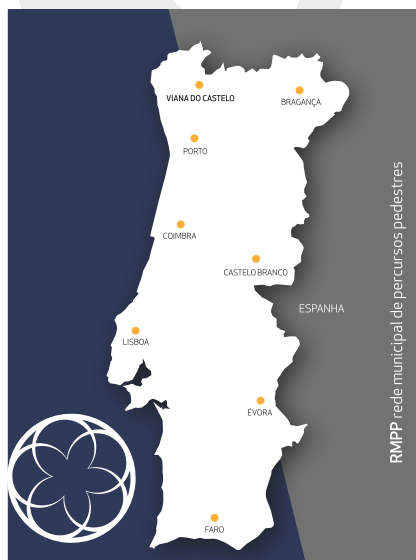 VIANA DO CASTELO
BRAGANÇA
PORTO
COIMBRA
CASTELO BRANCO
ESPANHA
LISBOA
ÉVORA
FARO
RMPP rede municipal de percursos pedestres